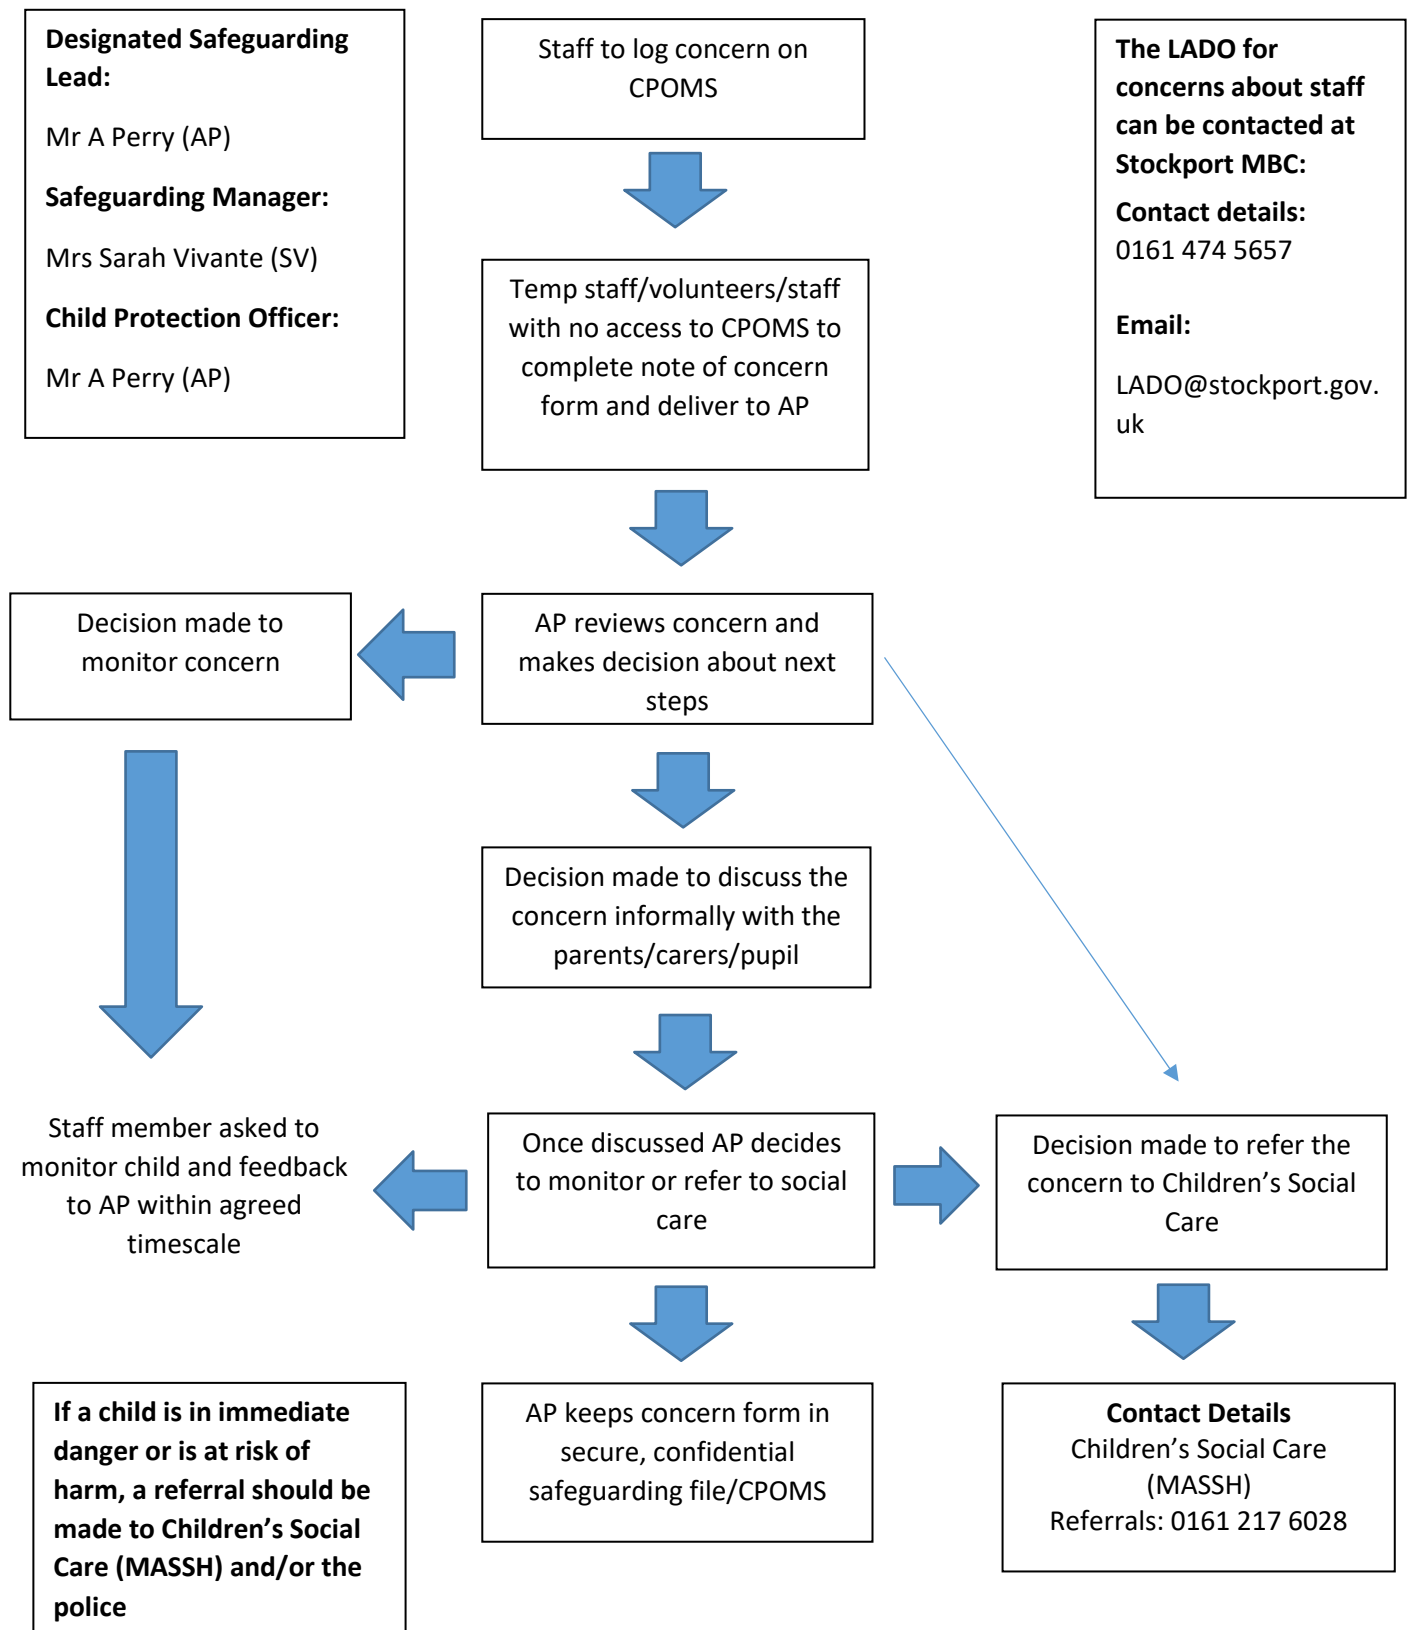 Designated Safeguarding
Lead:
Mr A Perry (AP)
Safeguarding Manager:
Mrs Sarah Vivante (SV)
Child Protection Officer:
Mr A Perry (AP)
Staff to log concern on
CPOMS
The LADO for
concerns about staff
can be contacted at
Stockport MBC:
Contact details:
0161 474 5657
Email:
LADO@stockport.gov.
uk
Temp staff/volunteers/staff
with no access to CPOMS to
complete note of concern
form and deliver to AP
Decision made to
monitor concern
AP reviews concern and
makes decision about next
steps
Decision made to discuss the
concern informally with the
parents/carers/pupil
Staff member asked to
monitor child and feedback
to AP within agreed
timescale
Once discussed AP decides
to monitor or refer to social
care
Decision made to refer the
concern to Children’s Social
Care
If a child is in immediate
danger or is at risk of
harm, a referral should be
made to Children’s Social
Care (MASSH) and/or the
police
AP keeps concern form in
secure, confidential
safeguarding file/CPOMS
Contact Details
Children’s Social Care
(MASSH)
Referrals: 0161 217 6028